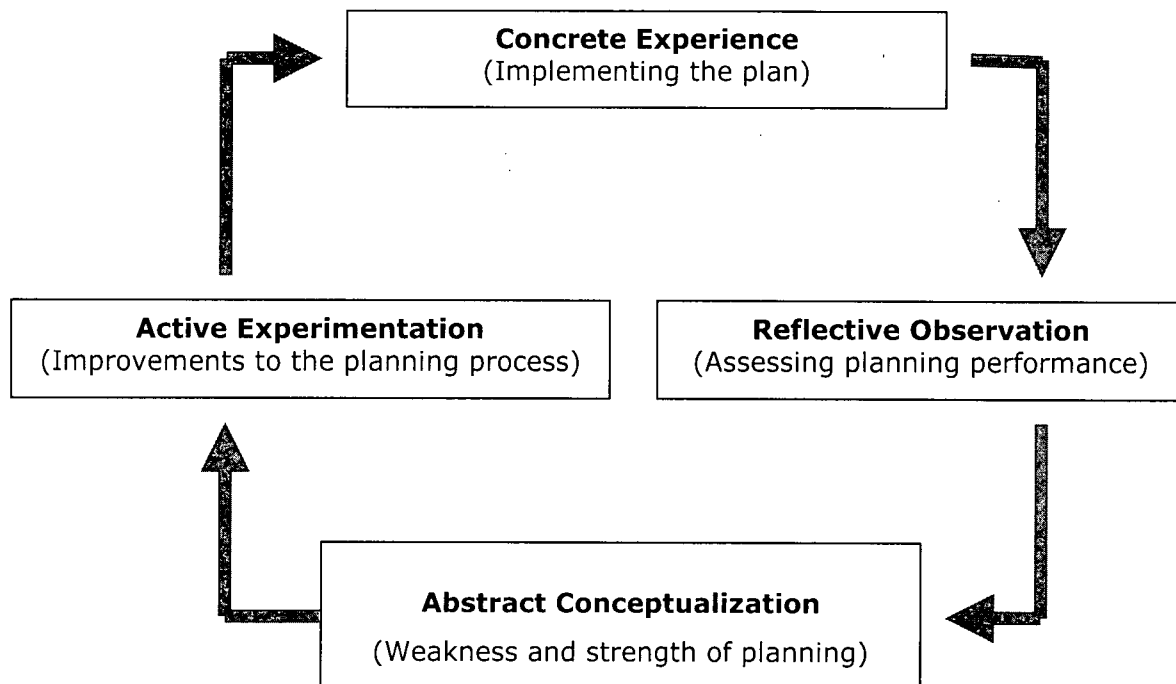 Concrete Experience
(Implementing the plan)
Active Experimentation
(Improvements to the planning process)
Reflective Observation
(Assessing planning performance)
Abstract Conceptualization
(Weakness and strength of planning)